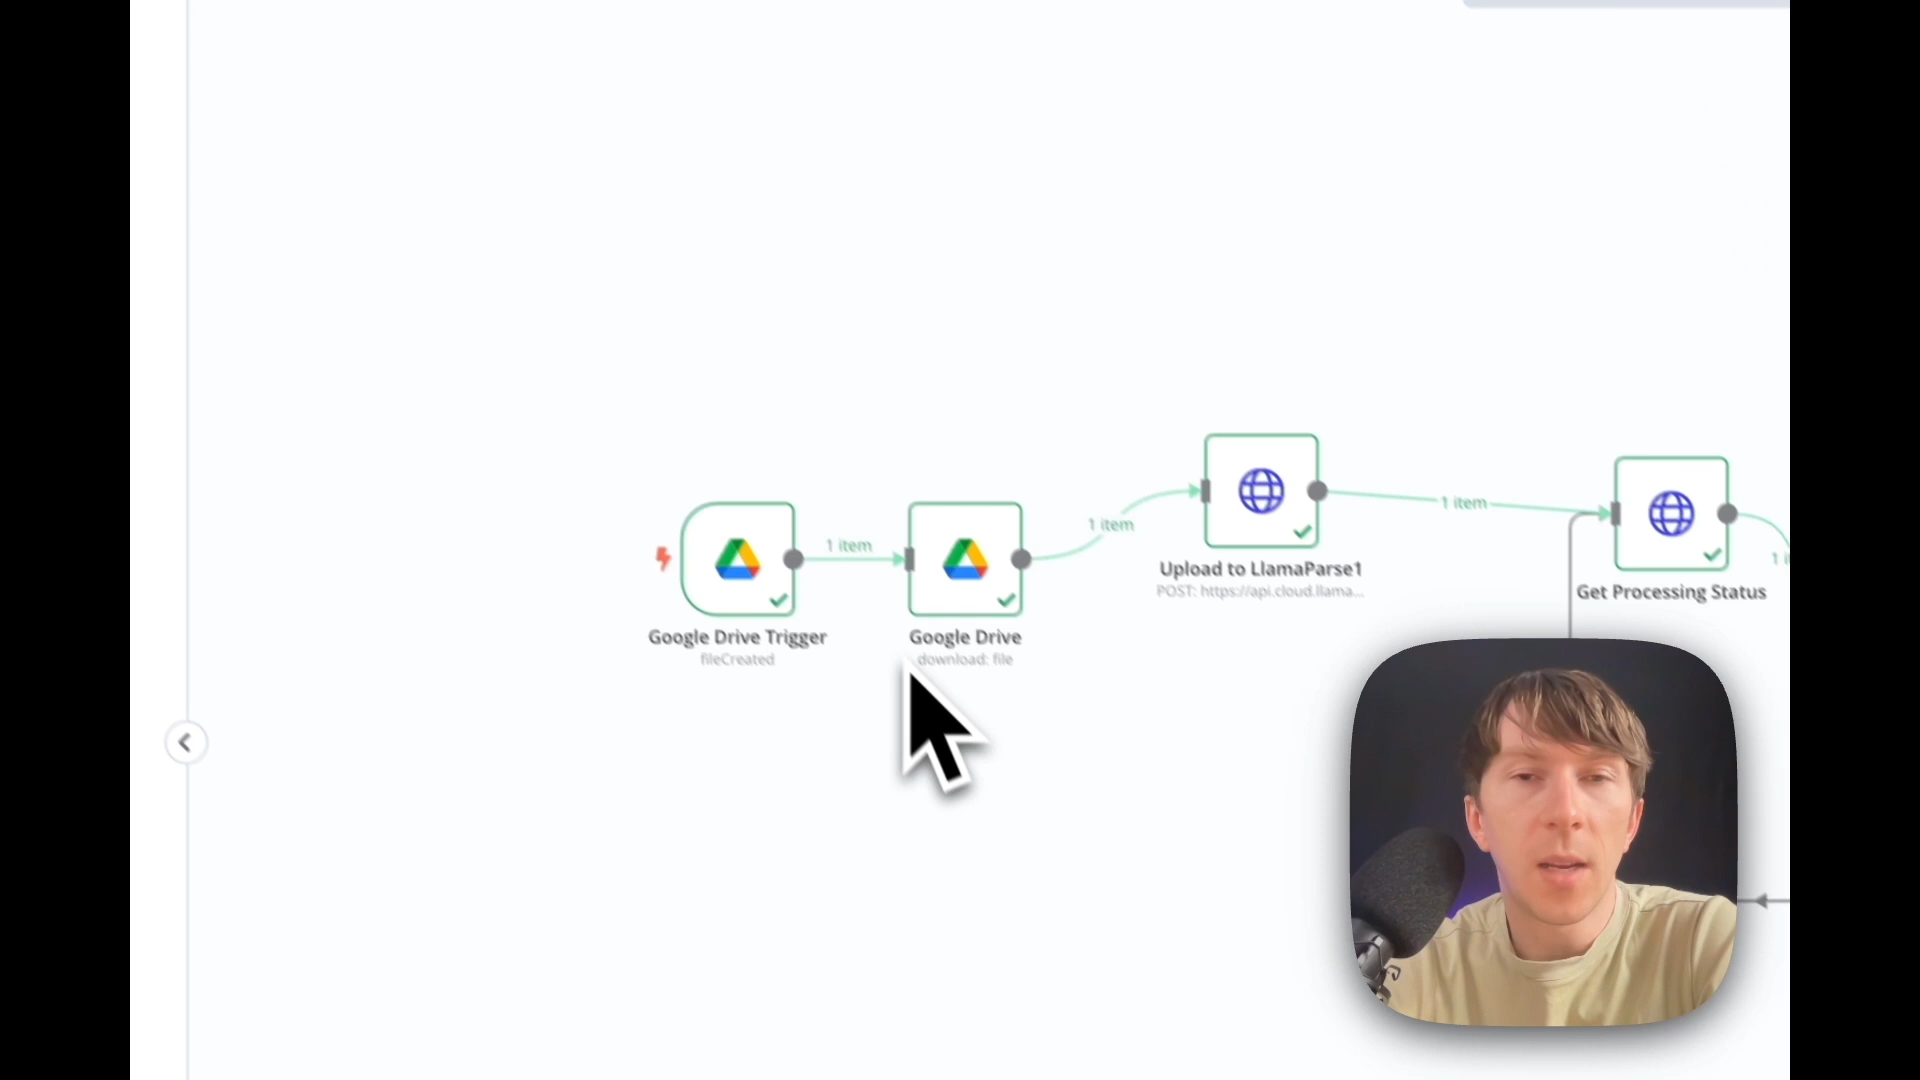 1 item
Google Drive Trigger
fileCreated
Google Drive
download: file
1 item
Upload to LlamaParse1
POST: https://api.cloud.llama...
1 item
Get Processing Status